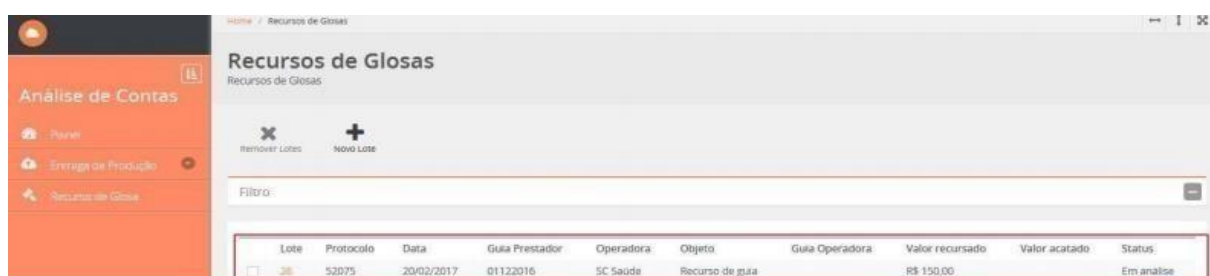 Home / Recursos de Glosas
Recursos de Glosas
Recursos de Glosas
Análise de Contas
Painel
Entrega de Produção
Recurso de Glosa
Remover Lotes
Novo Lote
Filtro
Lote Protocolo Data Guia Prestador Operadora Objeto Guia Operadora Valor recursado Valor acatado Status
38 52075 20/02/2017 01122016 SC Saúde Recurso de guia R$ 150,00 Em analise